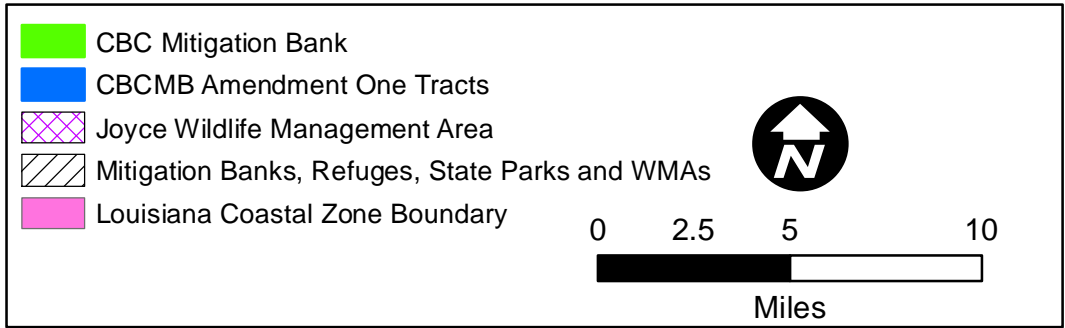 CBC Mitigation Bank
CBCMB Amendment One Tracts
Joyce Wildlife Management Area
Mitigation Banks, Refuges, State Parks and WMAs
Louisiana Coastal Zone Boundary
N
0 2.5 5 10
Miles